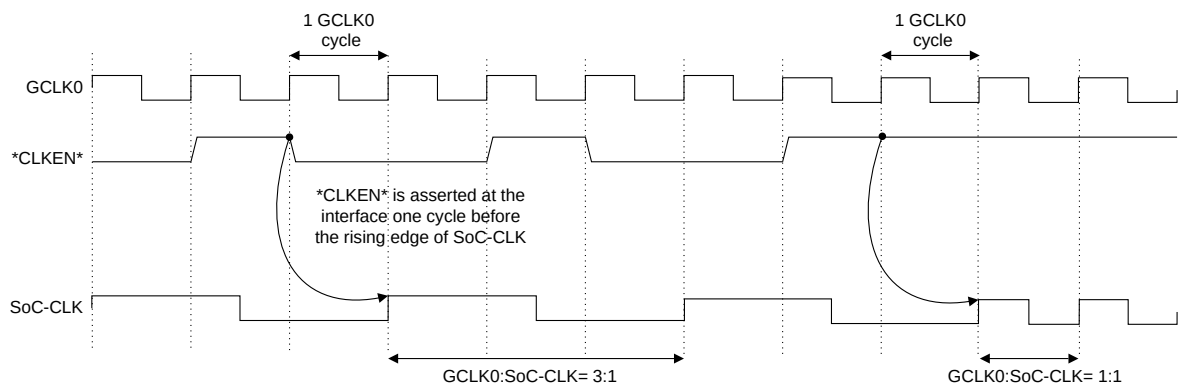 1 GCLK0
cycle
1 GCLK0
cycle
GCLK0
*CLKEN*
*CLKEN* is asserted at the
interface one cycle before
the rising edge of SoC-CLK
SoC-CLK
GCLK0:SoC-CLK= 3:1
GCLK0:SoC-CLK= 1:1